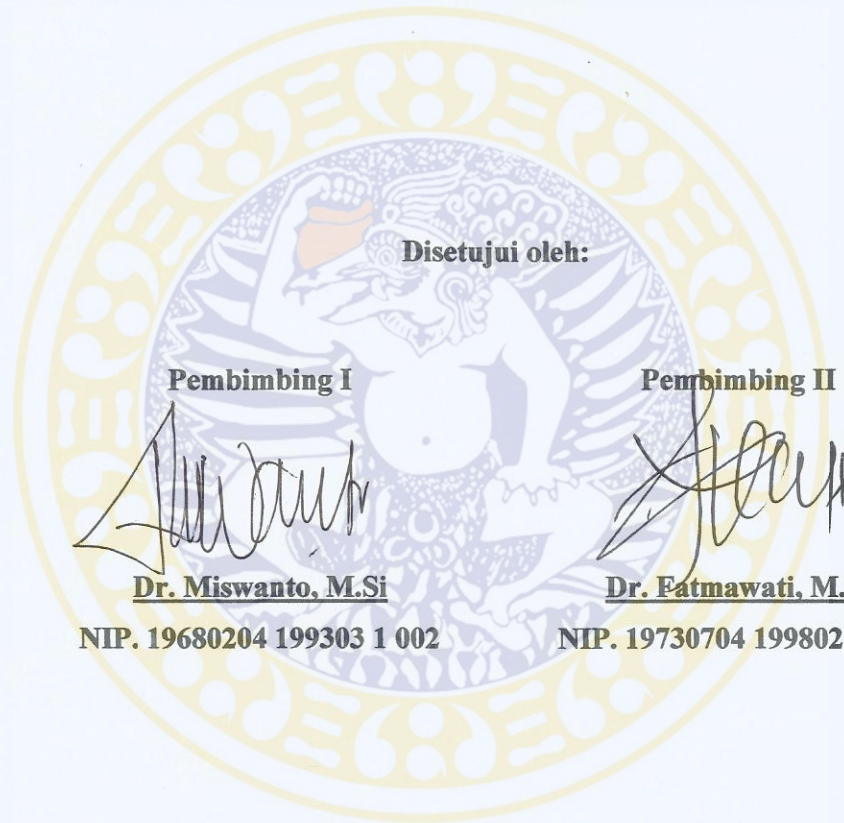 Disetujui oleh:
Pembimbing I
Pembimbing II
Dr. Miswanto, M.Si
Dr. Fatmawati, M.
NIP. 19680204 199303 1 002
NIP. 19730704 199802